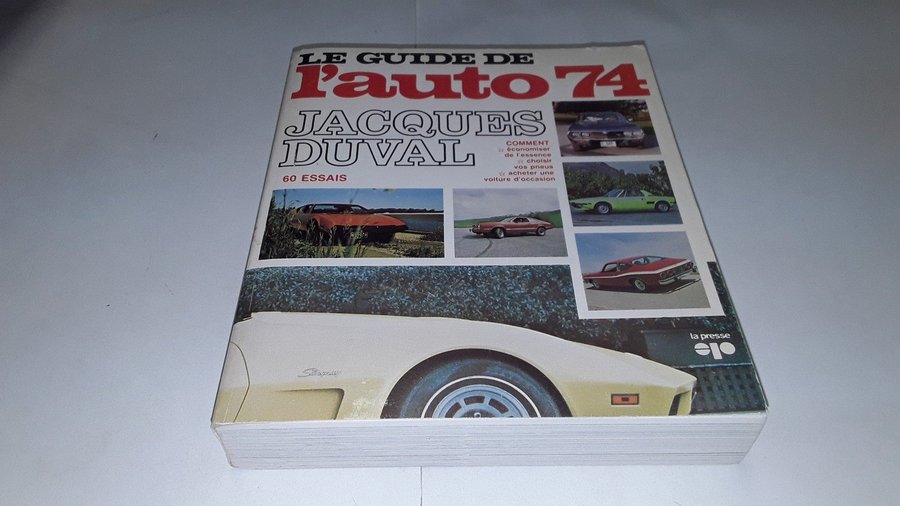 LE GUIDE DE
l'auto 74
JACQUES
DUVAL
60 ESSAIS
COMMENT
☆ économiser
de l'essence
☆ choisir
vos pneus
☆ acheter une
voiture d'occasion
la presse
Stingray